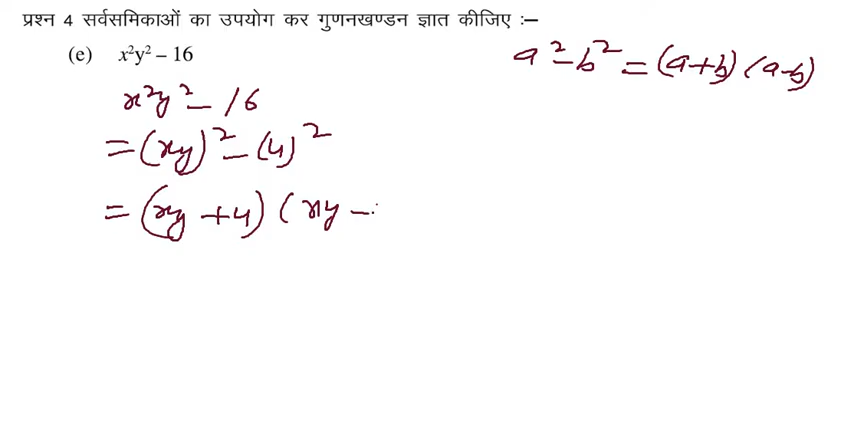 प्रश्न 4 सर्वसमिकाओं का उपयोग कर गुणनखण्डन ज्ञात कीजिए :–
(e) x²y² – 16
a² – b² = (a+b) (a-b)
x²y² – 16
= (xy)² – (4)²
= (xy + 4) (xy –